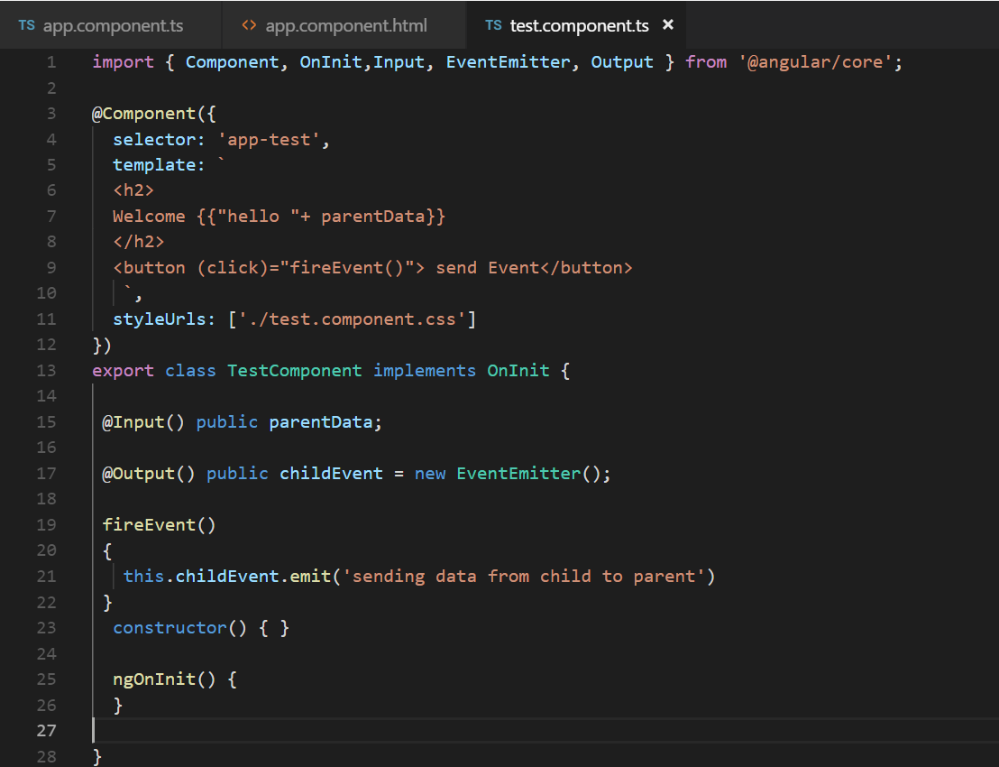 TS app.component.ts <> app.component.html TS test.component.ts ×
1 import { Component, OnInit,Input, EventEmitter, Output } from '@angular/core';
2
3 @Component({
4   selector: 'app-test',
5   template: `
6   <h2>
7   Welcome {{"hello "+ parentData}}
8   </h2>
9   <button (click)="fireEvent()"> send Event</button>
10    `,
11   styleUrls: ['./test.component.css']
12 })
13 export class TestComponent implements OnInit {
14
15  @Input() public parentData;
16
17  @Output() public childEvent = new EventEmitter();
18
19  fireEvent()
20  {
21    this.childEvent.emit('sending data from child to parent')
22  }
23   constructor() { }
24
25   ngOnInit() {
26   }
27
28 }